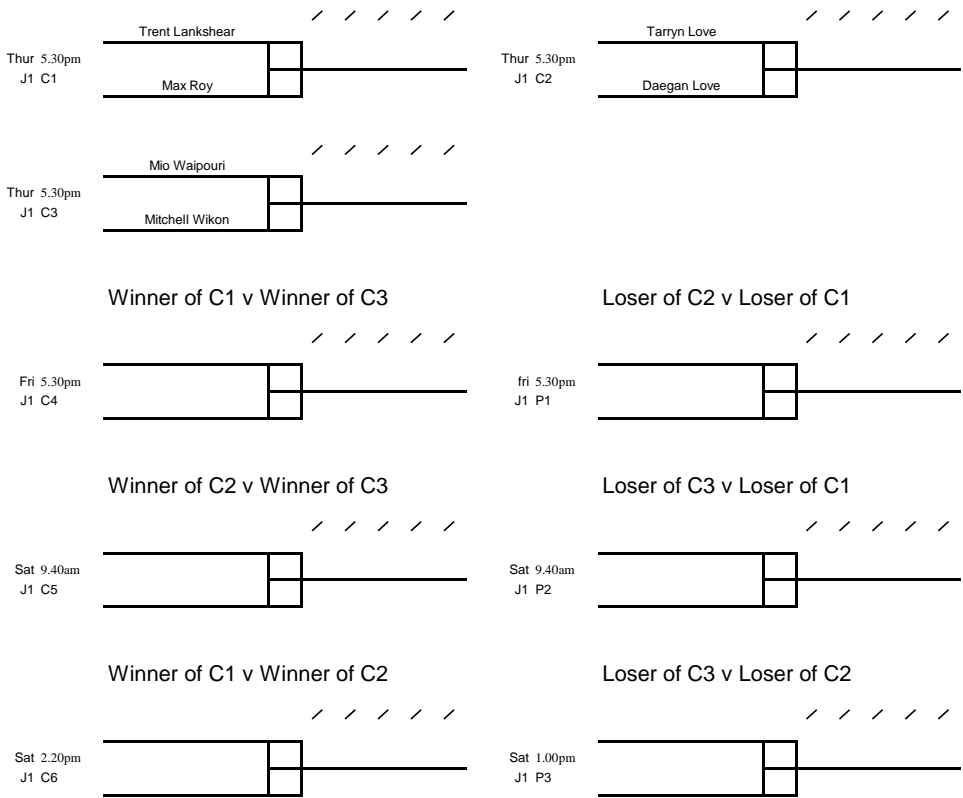 Trent Lankshear
Thur 5.30pm
J1 C1
Max Roy
Tarryn Love
Thur 5.30pm
J1 C2
Daegan Love
Mio Waipouri
Thur 5.30pm
J1 C3
Mitchell Wikon
Winner of C1 v Winner of C3
Loser of C2 v Loser of C1
Fri 5.30pm
J1 C4
fri 5.30pm
J1 P1
Winner of C2 v Winner of C3
Loser of C3 v Loser of C1
Sat 9.40am
J1 C5
Sat 9.40am
J1 P2
Winner of C1 v Winner of C2
Loser of C3 v Loser of C2
Sat 2.20pm
J1 C6
Sat 1.00pm
J1 P3